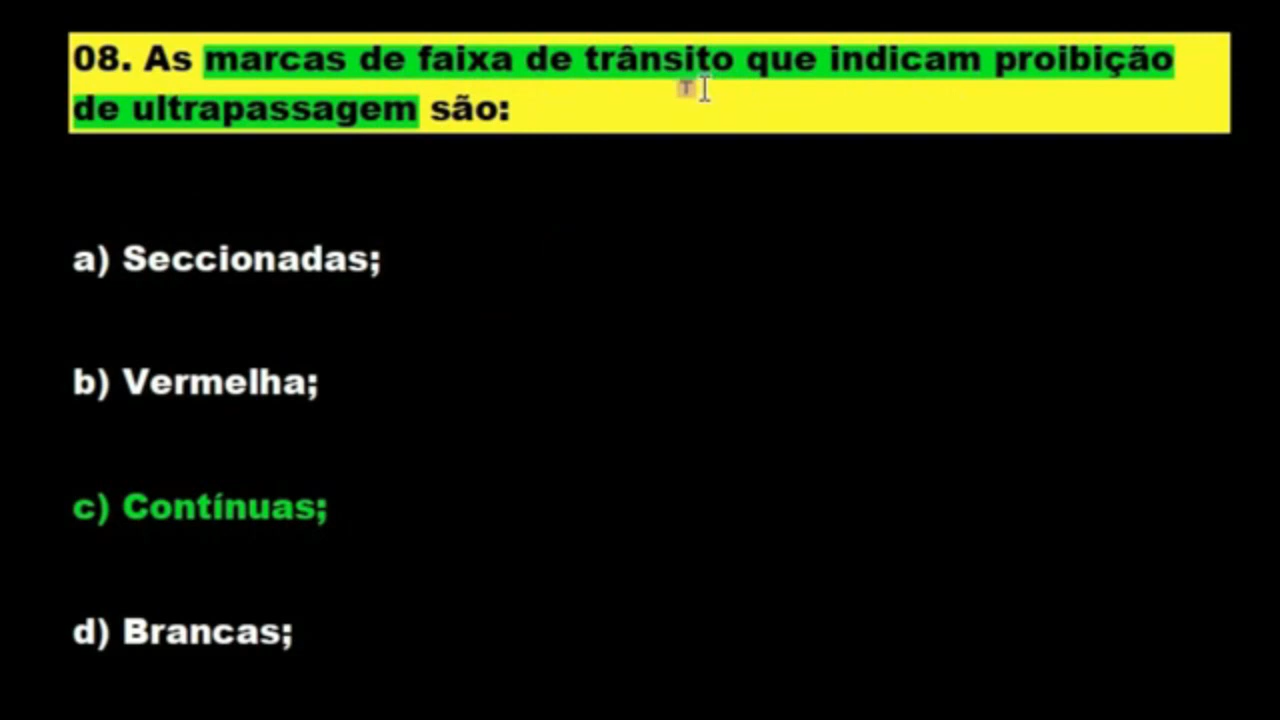 08. As marcas de faixa de trânsito que indicam proibição
de ultrapassagem são:
a) Seccionadas;
b) Vermelha;
c) Contínuas;
d) Brancas;